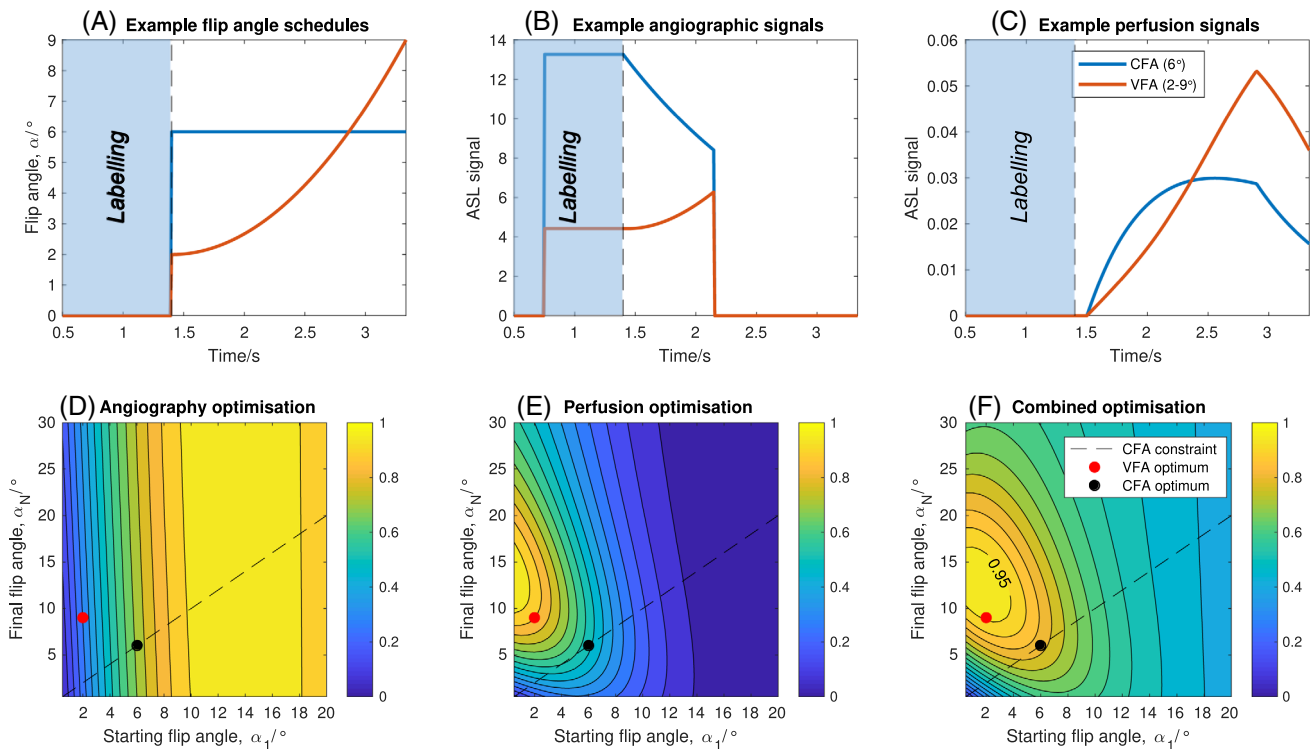 (A) Example flip angle schedules
9
8
7
6
5
4
3
2
1
0
Flip angle, α/°
Labelling
0.5 1 1.5 2 2.5 3
Time/s
(B) Example angiographic signals
14
12
10
8
6
4
2
0
ASL signal
Labelling
0.5 1 1.5 2 2.5 3
Time/s
(C) Example perfusion signals
0.06
0.05
0.04
0.03
0.02
0.01
0
ASL signal
Labelling
CFA (6°)
VFA (2-9°)
0.5 1 1.5 2 2.5 3
Time/s
(D) Angiography optimisation
30
25
20
15
10
5
Final flip angle, αN/°
2 4 6 8 10 12 14 16 18 20
Starting flip angle, α1/°
1
0.8
0.6
0.4
0.2
0
(E) Perfusion optimisation
30
25
20
15
10
5
Final flip angle, αN/°
2 4 6 8 10 12 14 16 18 20
Starting flip angle, α1/°
1
0.8
0.6
0.4
0.2
0
(F) Combined optimisation
30
25
20
15
10
5
Final flip angle, αN/°
CFA constraint
VFA optimum
CFA optimum
0.95
2 4 6 8 10 12 14 16 18 20
Starting flip angle, α1/°
1
0.8
0.6
0.4
0.2
0